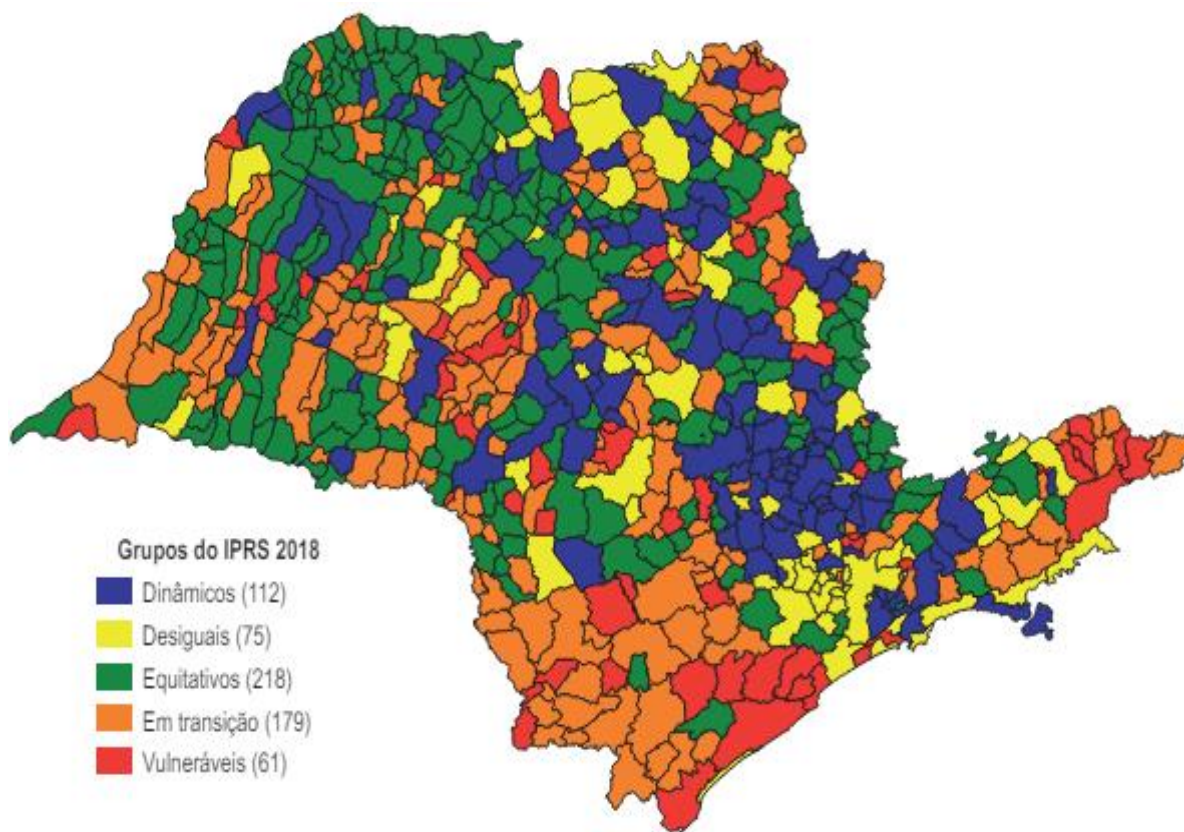 Grupos do IPRS 2018
Dinâmicos (112)
Desiguais (75)
Equitativos (218)
Em transição (179)
Vulneráveis (61)